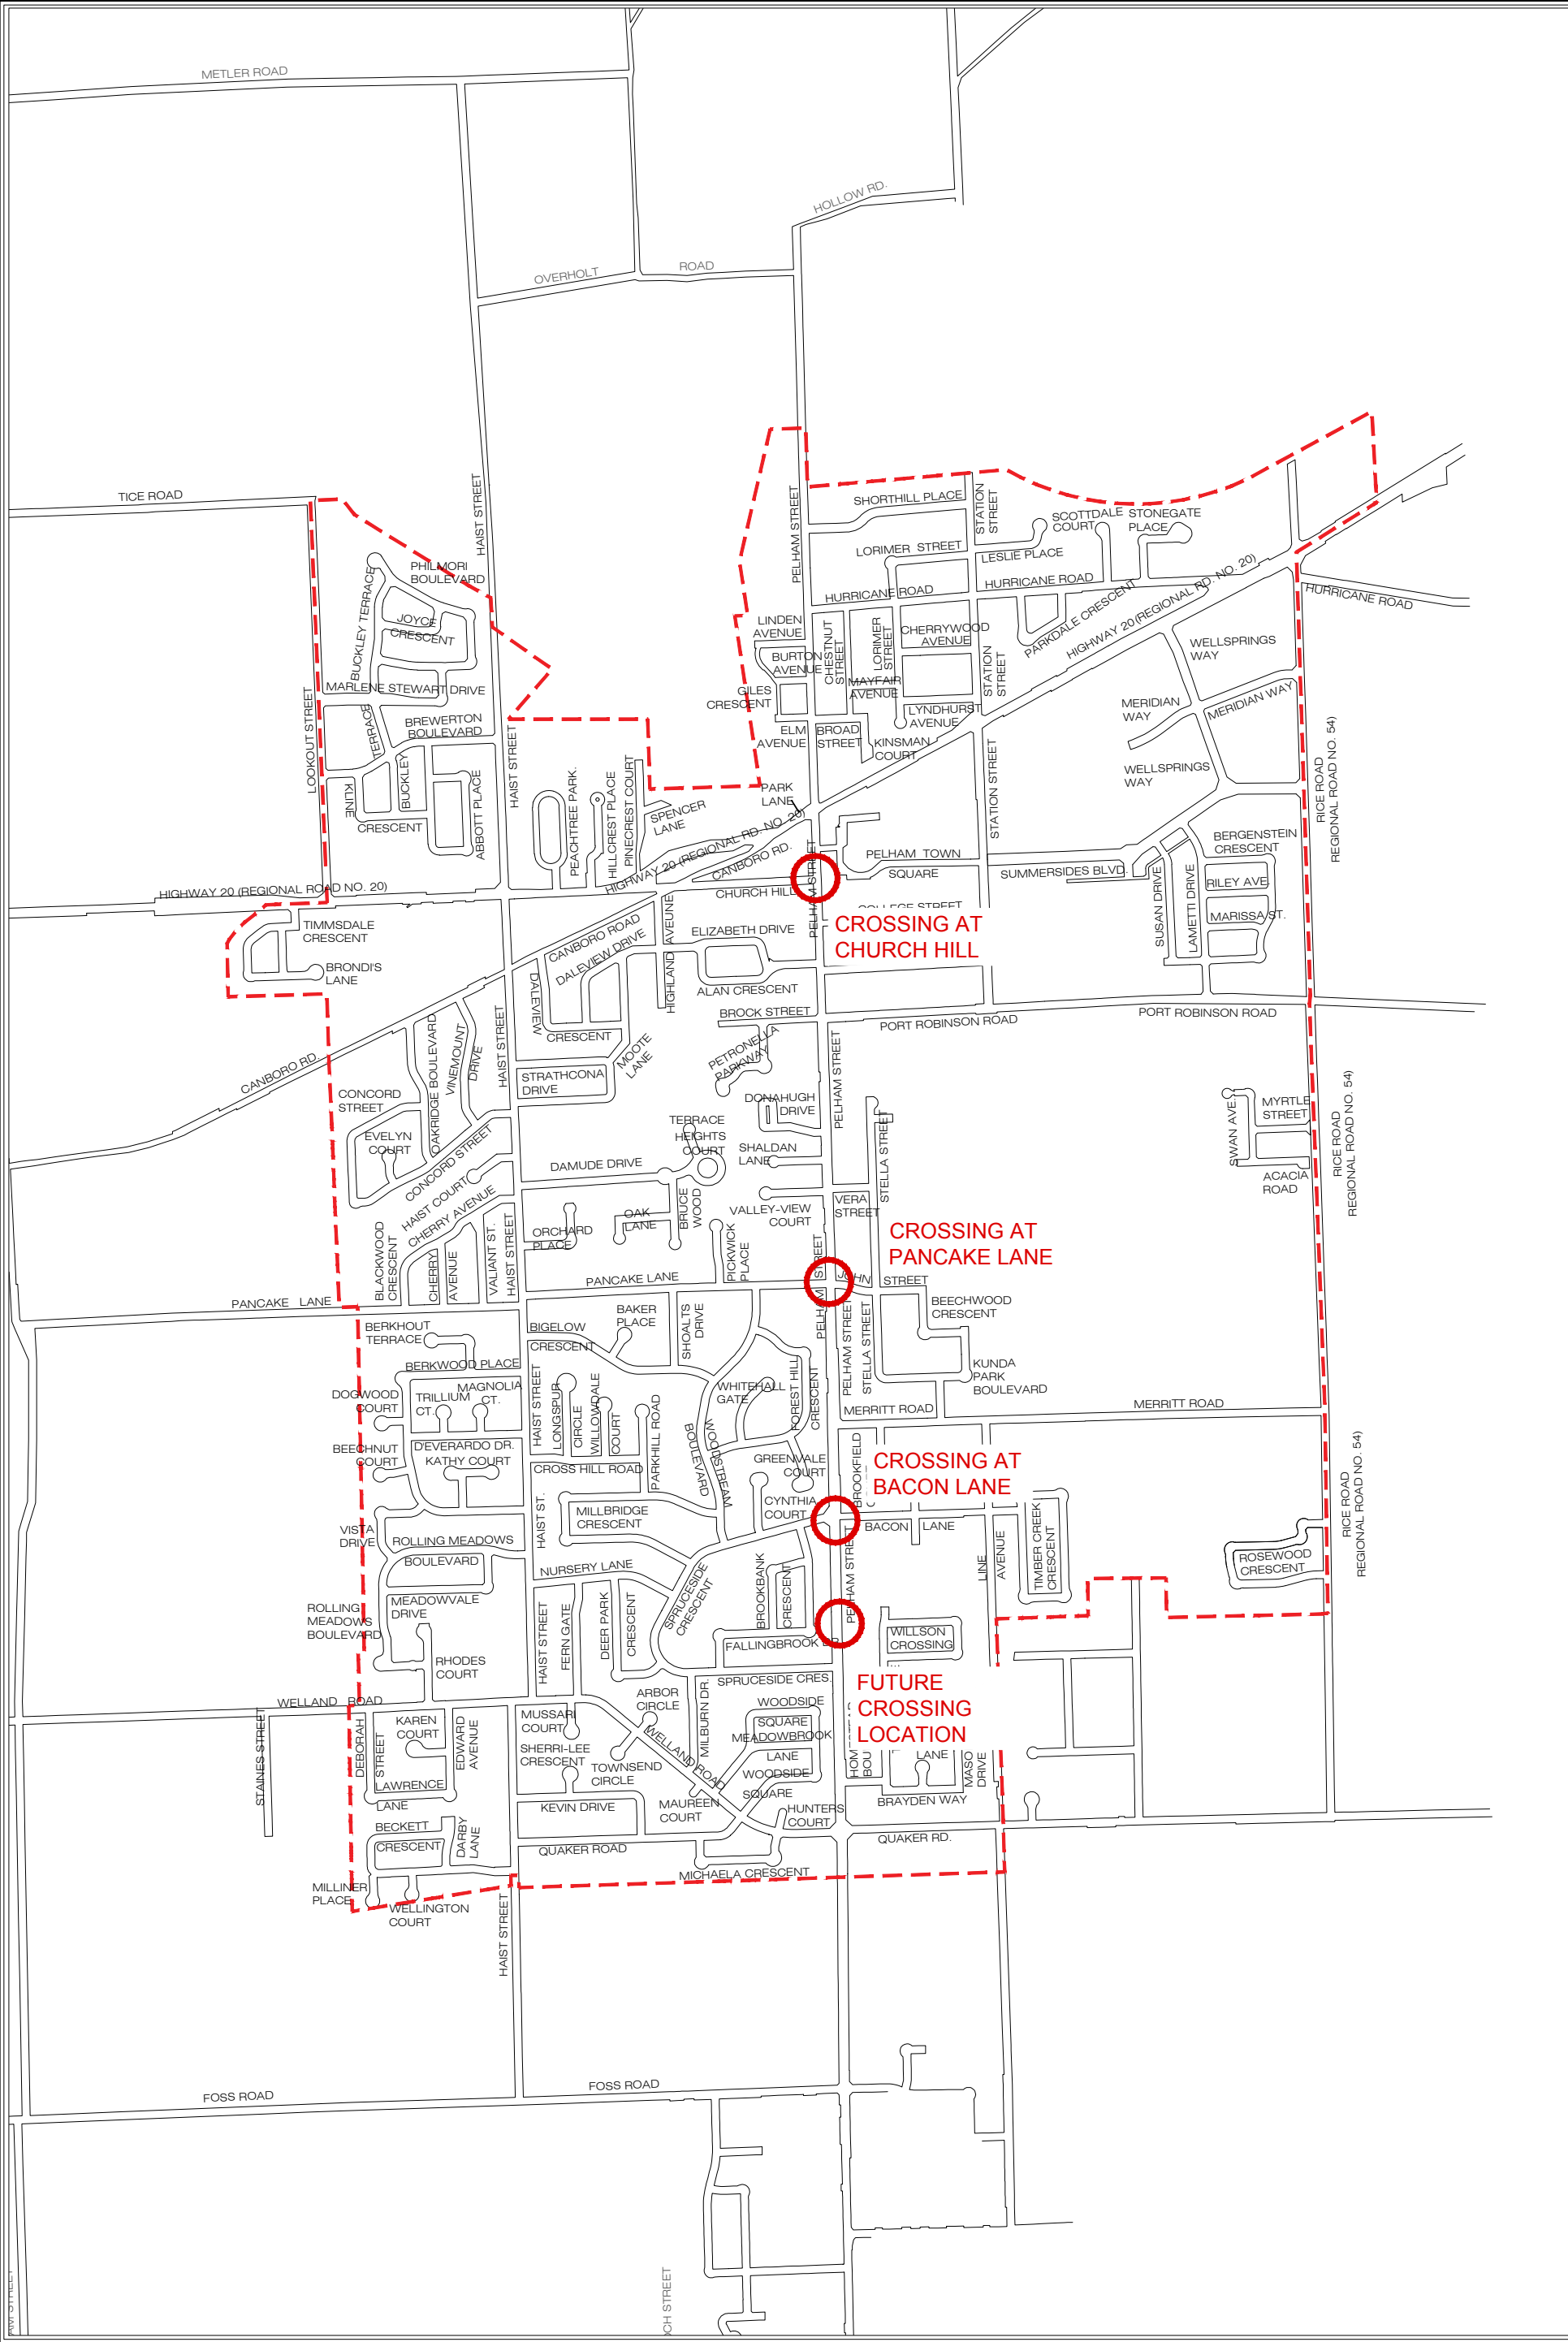 METLER ROAD
HOLLOW RD.
OVERHOLT
ROAD
TICE ROAD
HAIST STREET
PELHAM STREET
SHORTHILL PLACE
STATION
STREET
SCOTTDALE
COURT
STONEGATE
PLACE
LORIMER STREET
LESLIE PLACE
HURRICANE ROAD
HURRICANE ROAD
HURRICANE ROAD
PHILMORI
BOULEVARD
BUCKLEY TERRACE
JOYCE
CRESCENT
LINDEN
AVENUE
BURTON
AVENUE
CHESTNUT
STREET
LORIMER
STREET
CHERRYWOOD
AVENUE
PARKDALE CRESCENT
HIGHWAY 20 (REGIONAL RD. NO. 20)
WELLSPRINGS
WAY
MARLENE STEWART DRIVE
GILES
CRESCENT
MAYFAIR
AVENUE
STATION
STREET
LOOKOUT STREET
TERRACE
BREWERTON
BOULEVARD
ELM
AVENUE
BROAD
STREET
LYNDHURST
AVENUE
KINSMAN
COURT
MERIDIAN
WAY
MERIDIAN WAY
RICE ROAD
REGIONAL ROAD NO. 54)
KLINE
CRESCENT
BUCKLEY
ABBOTT PLACE
HAIST STREET
PEACHTREE PARK.
HILLCREST PLACE
PINECREST COURT
SPENCER
LANE
PARK
LANE
STATION STREET
WELLSPRINGS
WAY
HIGHWAY 20 (REGIONAL RD. NO. 20)
CANBORO RD.
PELHAM TOWN
SQUARE
SUMMERSIDES BLVD.
BERGENSTEIN
CRESCENT
RILEY AVE.
MARISSA ST.
SUSAN DRIVE
LAMETTI DRIVE
HIGHWAY 20 (REGIONAL ROAD NO. 20)
CHURCH HILL
PELHAM STREET
COLLEGE STREET
CROSSING AT
CHURCH HILL
TIMMSDALE
CRESCENT
BRONDI'S
LANE
CANBORO ROAD
DALEVIEW DRIVE
HIGHLAND AVEUNE
ELIZABETH DRIVE
ALAN CRESCENT
DALEVIEW
CRESCENT
BROCK STREET
PORT ROBINSON ROAD
PORT ROBINSON ROAD
CANBORO RD.
OAKRIDGE BOULEVARD
VINEMOUNT
DRIVE
HAIST STREET
MOOTE
LANE
STRATHCONA
DRIVE
PETRONELLA
PARKWAY
PELHAM STREET
CONCORD
STREET
EVELYN
COURT
CONCORD STREET
HAIST COURT
CHERRY AVENUE
DONAHUGH
DRIVE
TERRACE
HEIGHTS
COURT
SHALDAN
LANE
STELLA STREET
SWAN AVE.
MYRTLE
STREET
ACACIA
ROAD
RICE ROAD
REGIONAL ROAD NO. 54)
DAMUDE DRIVE
BRUCE
WOOD
VALLEY-VIEW
COURT
VERA
STREET
ORCHARD
PLACE
OAK
LANE
PICKWICK
PLACE
CROSSING AT
PANCAKE LANE
BLACKWOOD
CRESCENT
CHERRY
AVENUE
VALIANT ST.
HAIST STREET
PANCAKE LANE
PANCAKE LANE
PELHAM STREET
JOHN STREET
BEECHWOOD
CRESCENT
BERKHOUT
TERRACE
BIGELOW
CRESCENT
BAKER
PLACE
SHOALTS
DRIVE
PELHAM STREET
STELLA STREET
KUNDA
PARK
BOULEVARD
BERKWOOD PLACE
DOGWOOD
COURT
TRILLIUM
CT.
MAGNOLIA
CT.
HAIST STREET
LONGSPUR
CIRCLE
WILLOWDALE
COURT
PARKHILL ROAD
WHITEHALL
GATE
FOREST HILL
CRESCENT
MERRITT ROAD
MERRITT ROAD
BEECHNUT
COURT
D'EVERARDO DR.
KATHY COURT
CROSS HILL ROAD
WOODSTREAM
BOULEVARD
GREENVALE
COURT
BROOKFIELD
CROSSING AT
BACON LANE
CYNTHIA
COURT
MILLBRIDGE
CRESCENT
BACON LANE
VISTA
DRIVE
ROLLING MEADOWS
BOULEVARD
HAIST ST.
NURSERY LANE
SPRUCESIDE
CRESCENT
BROOKBANK
CRESCENT
PELHAM STREET
LINE
AVENUE
TIMBER CREEK
CRESCENT
ROSEWOOD
CRESCENT
RICE ROAD
REGIONAL ROAD NO. 54)
MEADOWVALE
DRIVE
ROLLING
MEADOWS
BOULEVARD
RHODES
COURT
HAIST STREET
FERN GATE
DEER PARK
CRESCENT
FALLINGBROOK DR.
WILLSON
CROSSING
SPRUCESIDE CRES.
FUTURE
CROSSING
LOCATION
WELLAND ROAD
STAINES STREET
DEBORAH
STREET
KAREN
COURT
EDWARD
AVENUE
MUSSARI
COURT
SHERRI-LEE
CRESCENT
ARBOR
CIRCLE
MILBURN DR.
WELLAND ROAD
TOWNSEND
CIRCLE
WOODSIDE
SQUARE
MEADOWBROOK
LANE
WOODSIDE
SQUARE
LANE
DRIVE
LAWRENCE
LANE
KEVIN DRIVE
MAUREEN
COURT
HUNTERS
COURT
BRAYDEN WAY
BECKETT
CRESCENT
DARBY
LANE
QUAKER ROAD
QUAKER RD.
MICHAELA CRESCENT
MILLINER
PLACE
WELLINGTON
COURT
HAIST STREET
FOSS ROAD
FOSS ROAD